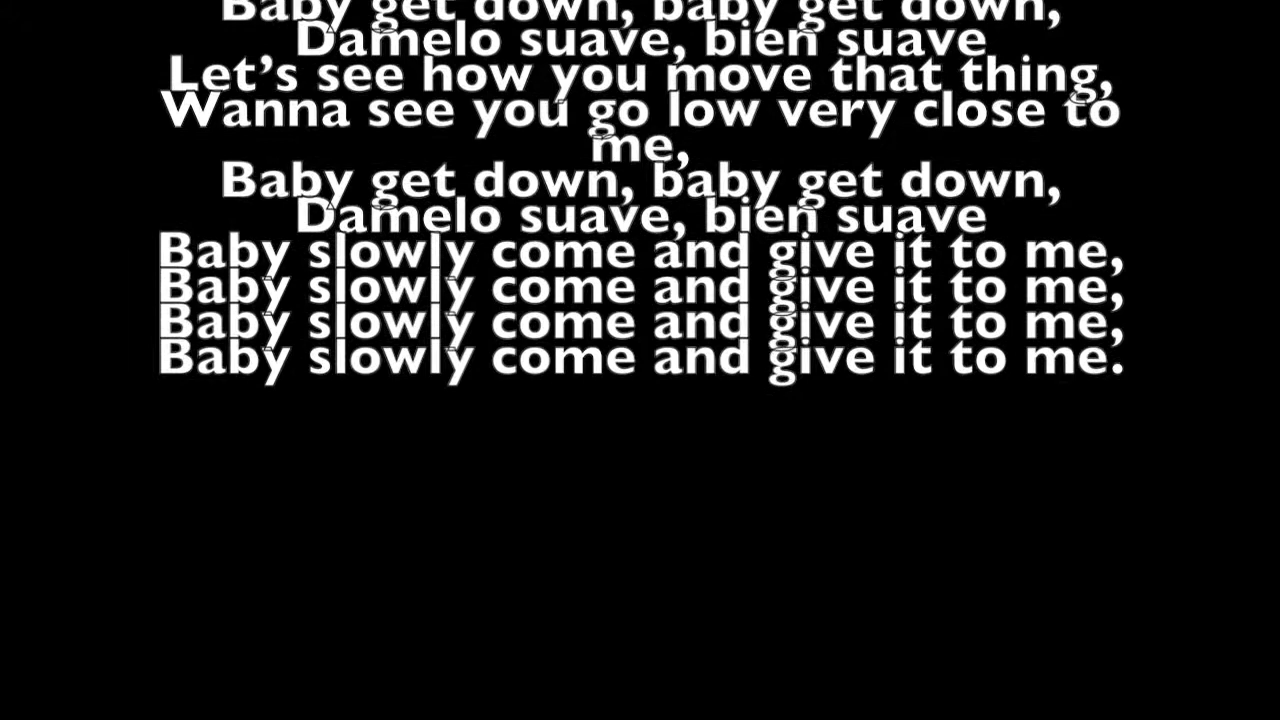 Baby get down, baby get down,
Damelo suave, bien suave
Let's see how you move that thing,
Wanna see you go low very close to
me,
Baby get down, baby get down,
Damelo suave, bien suave
Baby slowly come and give it to me,
Baby slowly come and give it to me,
Baby slowly come and give it to me,
Baby slowly come and give it to me.